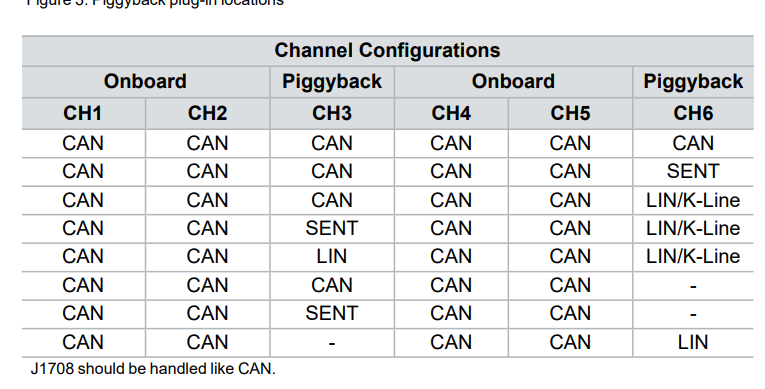 Figure 3. Piggyback plug-in locations
Channel Configurations
Onboard Piggyback Onboard Piggyback
CH1 CH2 CH3 CH4 CH5 CH6
CAN CAN CAN CAN CAN CAN
CAN CAN CAN CAN CAN SENT
CAN CAN CAN CAN CAN LIN/K-Line
CAN CAN SENT CAN CAN LIN/K-Line
CAN CAN LIN CAN CAN LIN/K-Line
CAN CAN CAN CAN CAN -
CAN CAN SENT CAN CAN -
CAN CAN - CAN CAN LIN
J1708 should be handled like CAN.